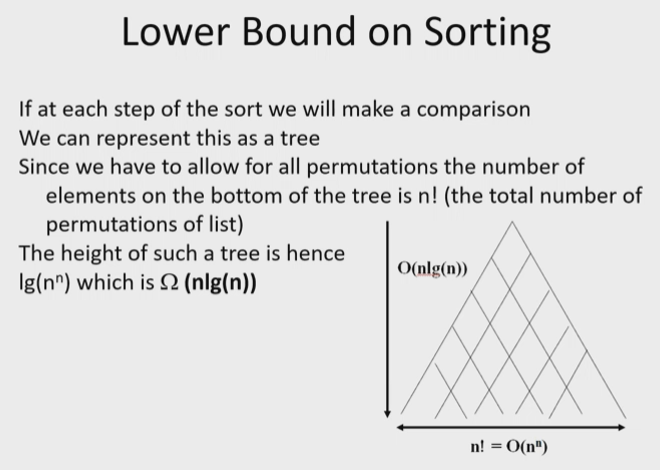 Lower Bound on Sorting
If at each step of the sort we will make a comparison
We can represent this as a tree
Since we have to allow for all permutations the number of
elements on the bottom of the tree is n! (the total number of
permutations of list)
The height of such a tree is hence
lg(nⁿ) which is Ω (nlg(n))
O(nlg(n))
n! = O(nⁿ)